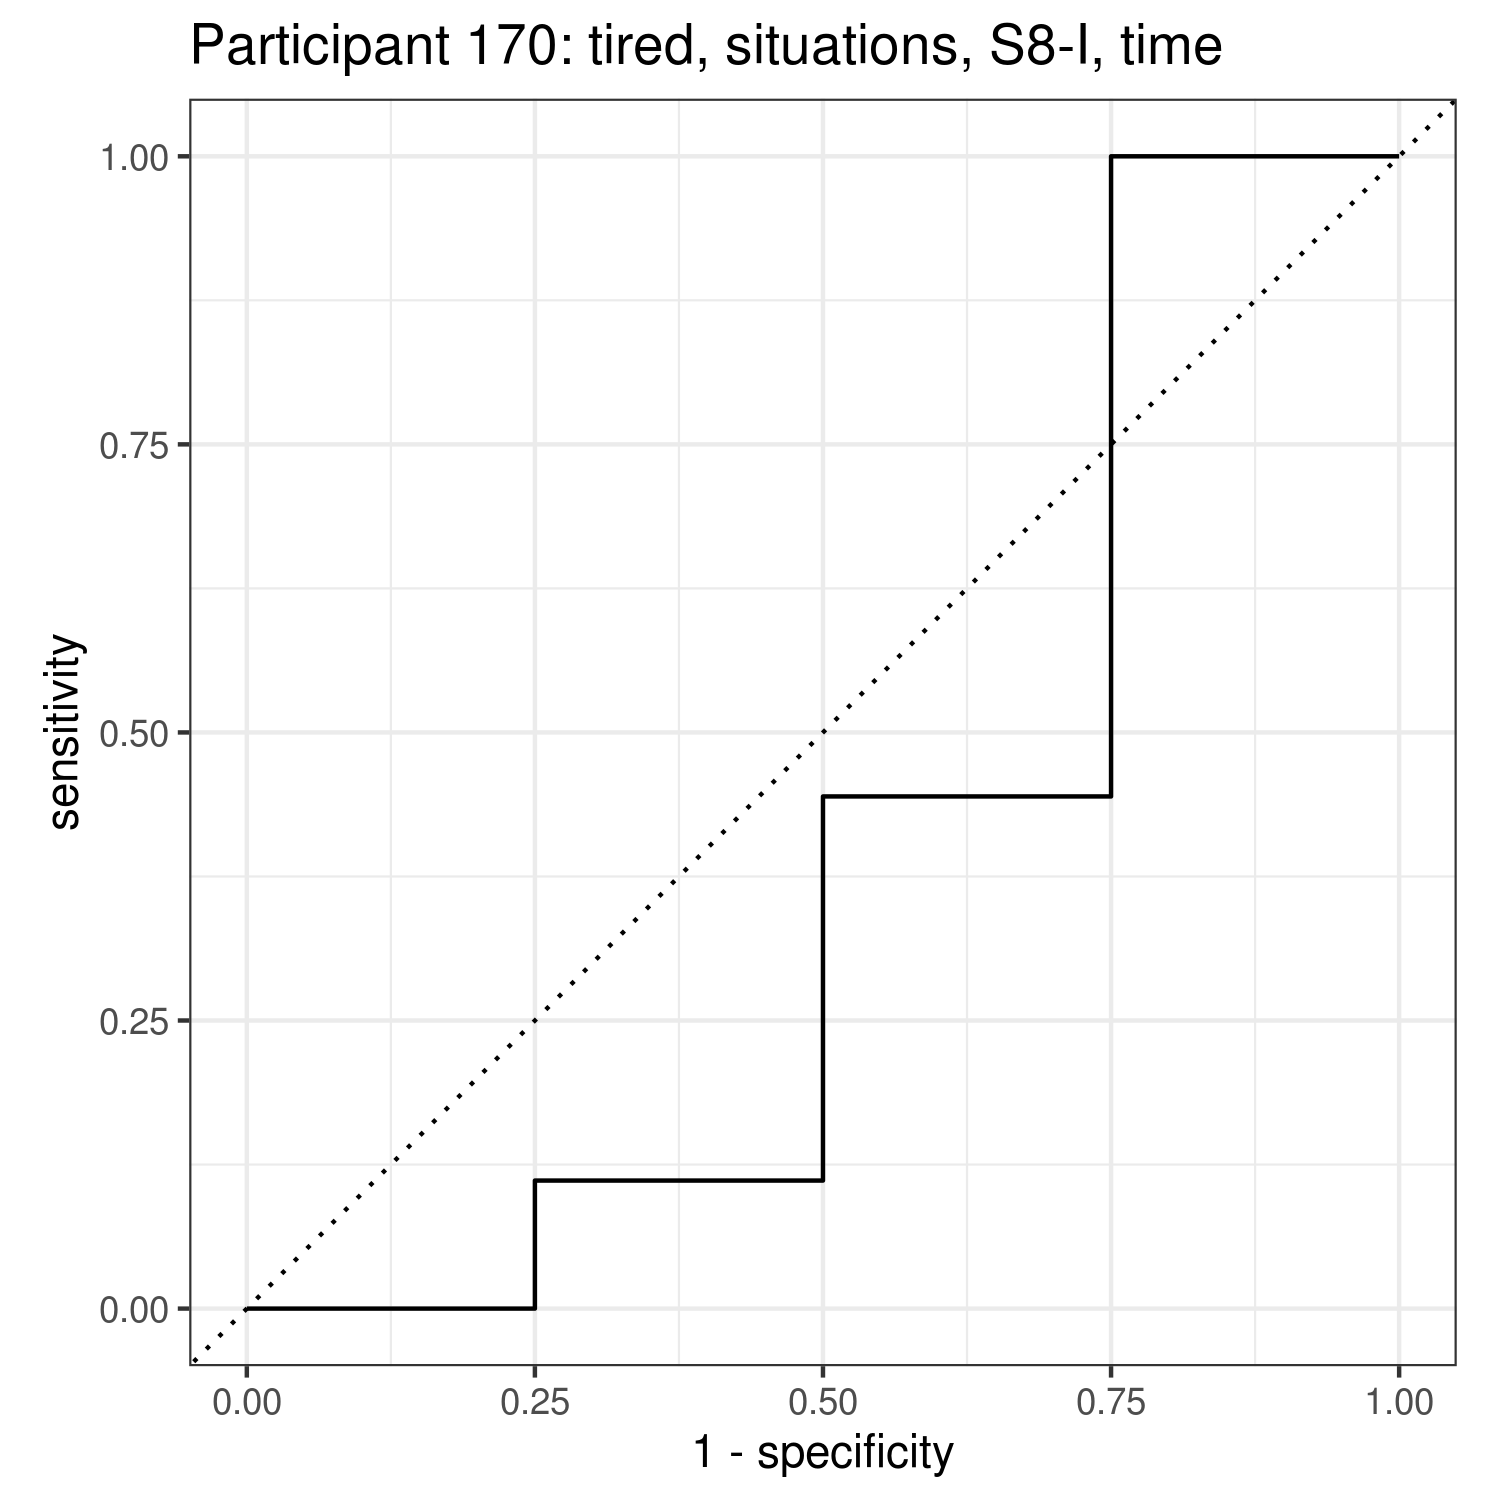 Participant 170: tired, situations, S8-I, time
1.00
0.75
0.50
0.25
0.00
sensitivity
0.00 0.25 0.50 0.75 1.00
1 - specificity